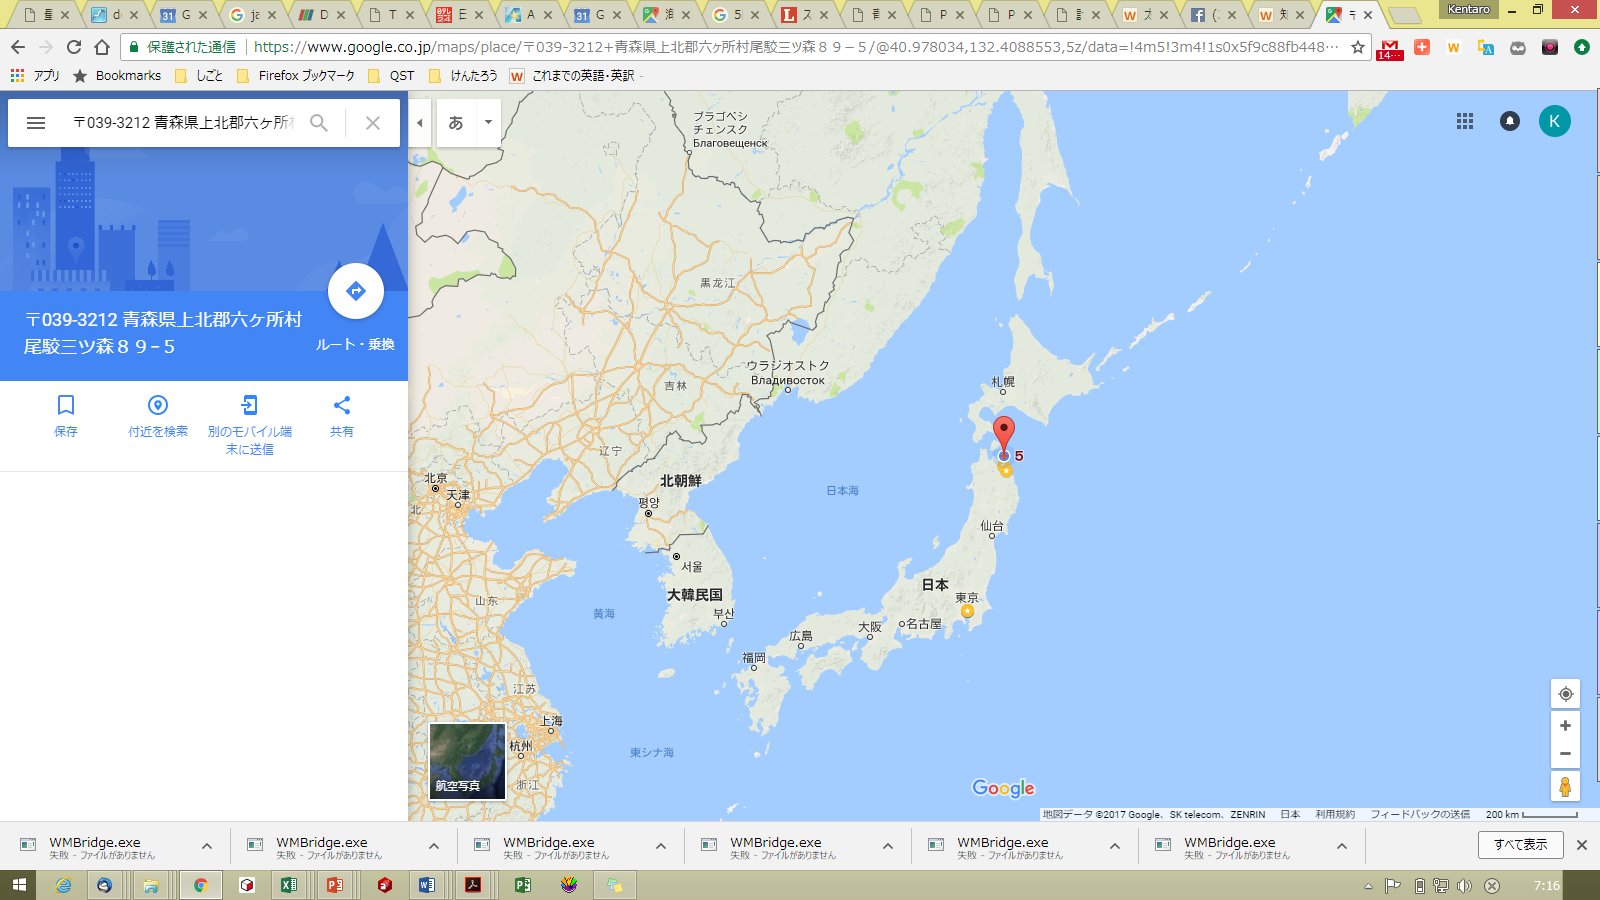 Kentaro
保護された通信
https://www.google.co.jp/maps/place/〒039-3212+青森県上北郡六ヶ所村尾駮三ツ森８９−５/@40.978034,132.4088553,5z/data=!4m5!3m4!1s0x5f9c88fb448...
14...
アプリ
Bookmarks
しごと
Firefox ブックマーク
QST
けんたろう
これまでの英語・英訳 -
〒039-3212 青森県上北郡六ヶ所村
あ
K
〒039-3212 青森県上北郡六ヶ所村
尾駮三ツ森８９−５
ルート・乗換
保存
付近を検索
別のモバイル端
末に送信
共有
ブラゴベシ
チェンスク
Благовещенск
黑龙江
ウラジオストク
Владивосток
吉林
札幌
5
辽宁
北京
天津
北
北朝鮮
평양
日本海
仙台
서울
大韓民国
부산
日本
東京
山东
黄海
広島
大阪
名古屋
福岡
江苏
上海
杭州
浙江
東シナ海
航空写真
Google
地図データ ©2017 Google、SK telecom、ZENRIN
日本
利用規約
フィードバックの送信
200 km
WMBridge.exe
失敗 - ファイルがありません
WMBridge.exe
失敗 - ファイルがありません
WMBridge.exe
失敗 - ファイルがありません
WMBridge.exe
失敗 - ファイルがありません
WMBridge.exe
失敗 - ファイルがありません
WMBridge.exe
失敗 - ファイルがありません
すべて表示
7:16